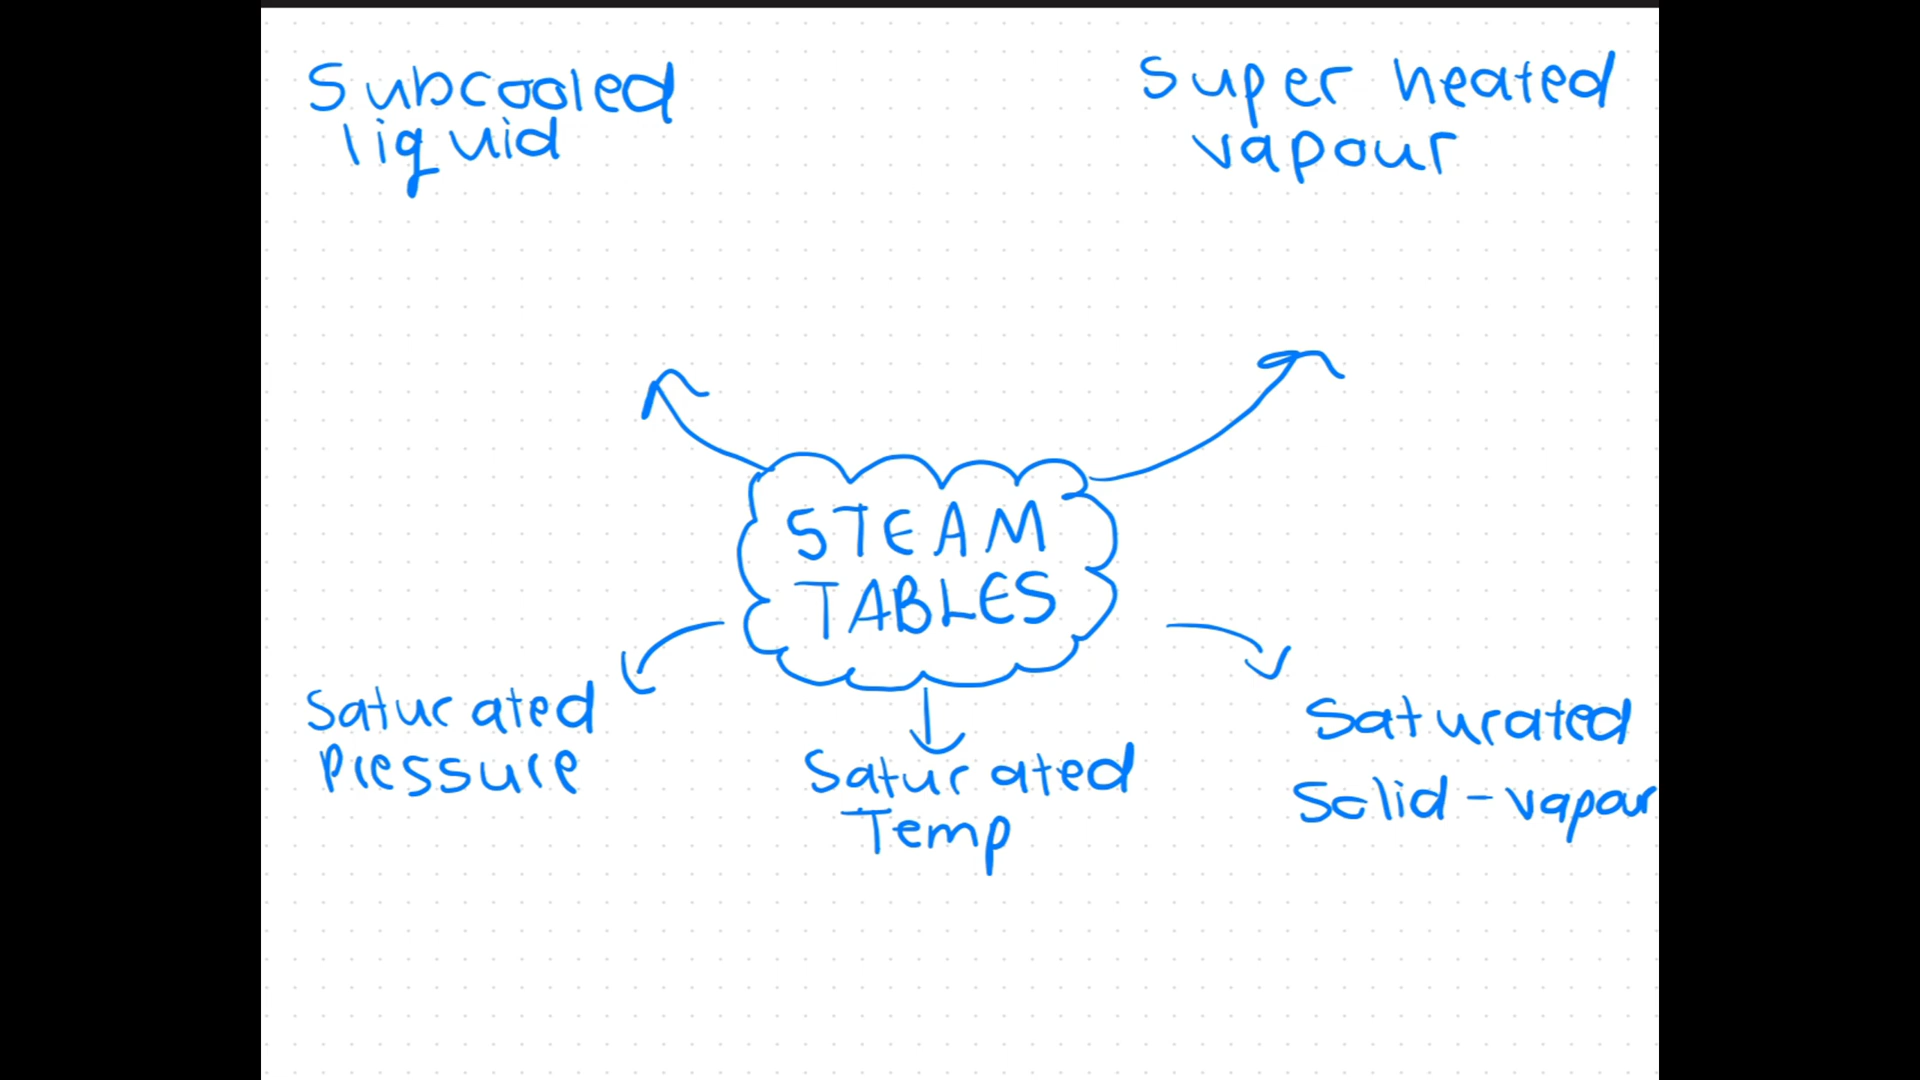 Subcooled
liquid
Super heated
vapour
STEAM
TABLES
Saturated
Pressure
Saturated
Temp
Saturated
Solid - vapour